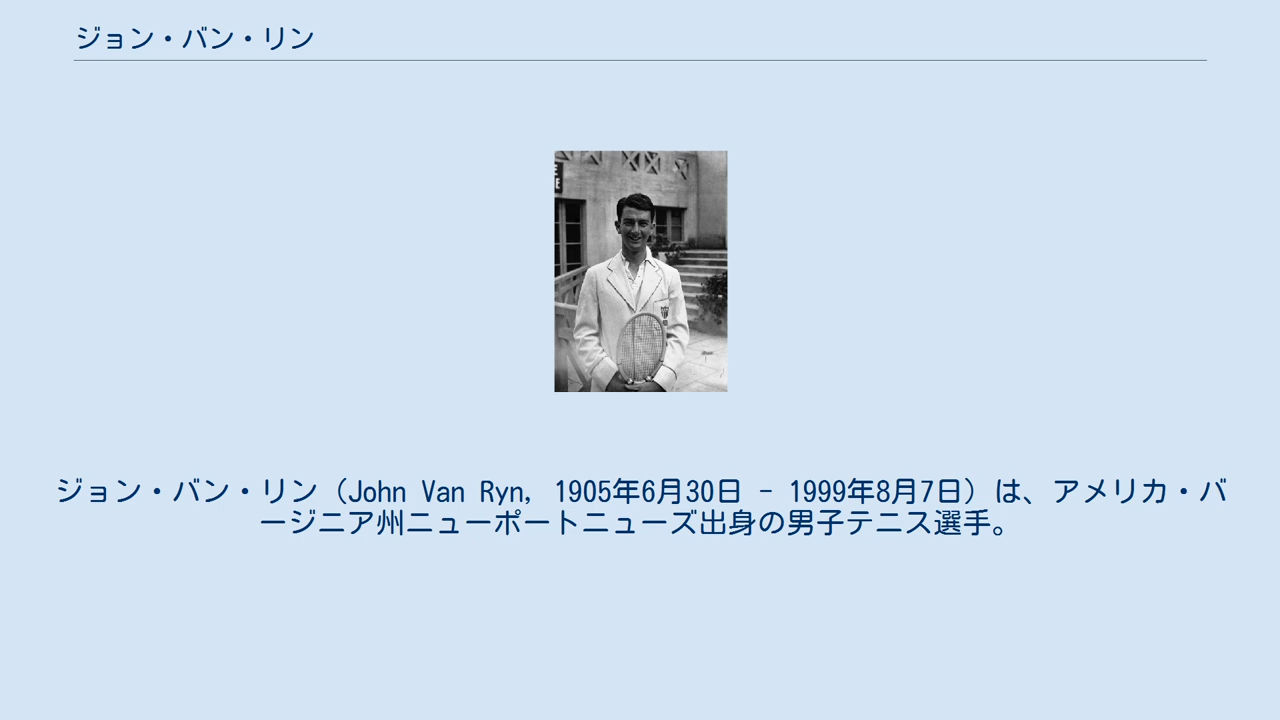 ジョン・バン・リン
ジョン・バン・リン（John Van Ryn, 1905年6月30日 - 1999年8月7日）は、アメリカ・バ
ージニア州ニューポートニューズ出身の男子テニス選手。